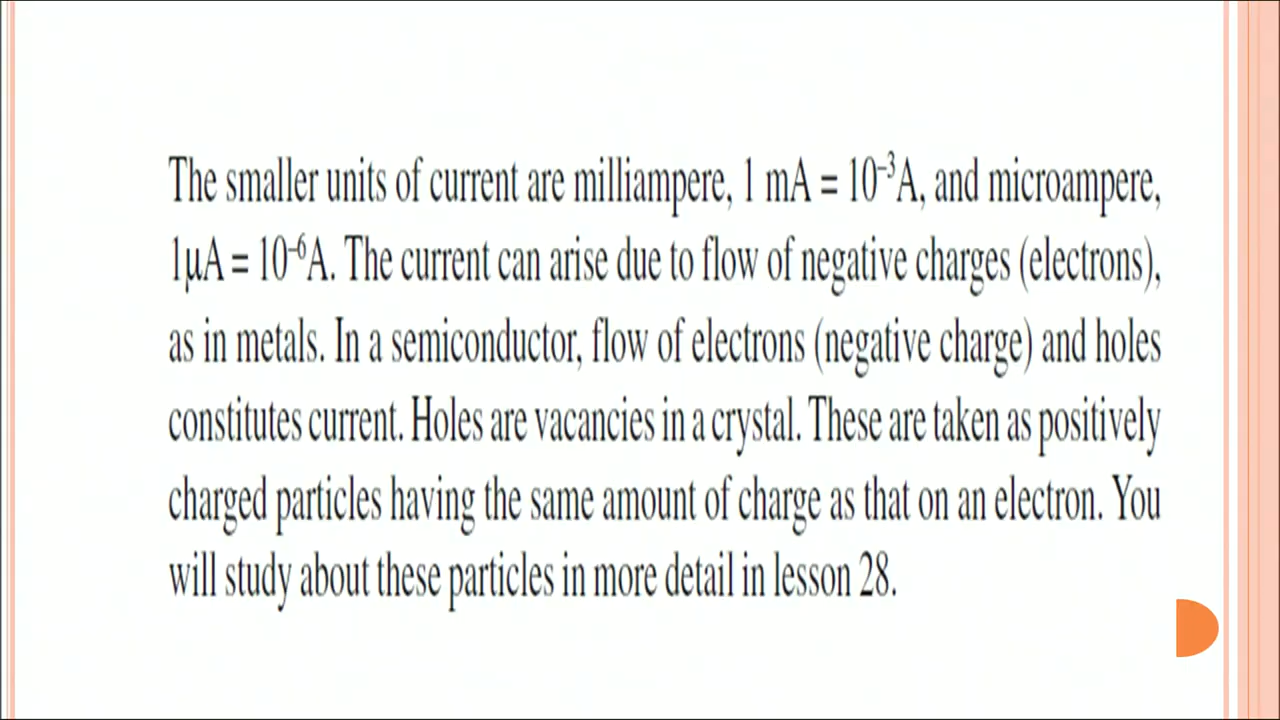 The smaller units of current are milliampere, 1 mA = 10⁻³A, and microampere,
1μA = 10⁻⁶A. The current can arise due to flow of negative charges (electrons),
as in metals. In a semiconductor, flow of electrons (negative charge) and holes
constitutes current. Holes are vacancies in a crystal. These are taken as positively
charged particles having the same amount of charge as that on an electron. You
will study about these particles in more detail in lesson 28.